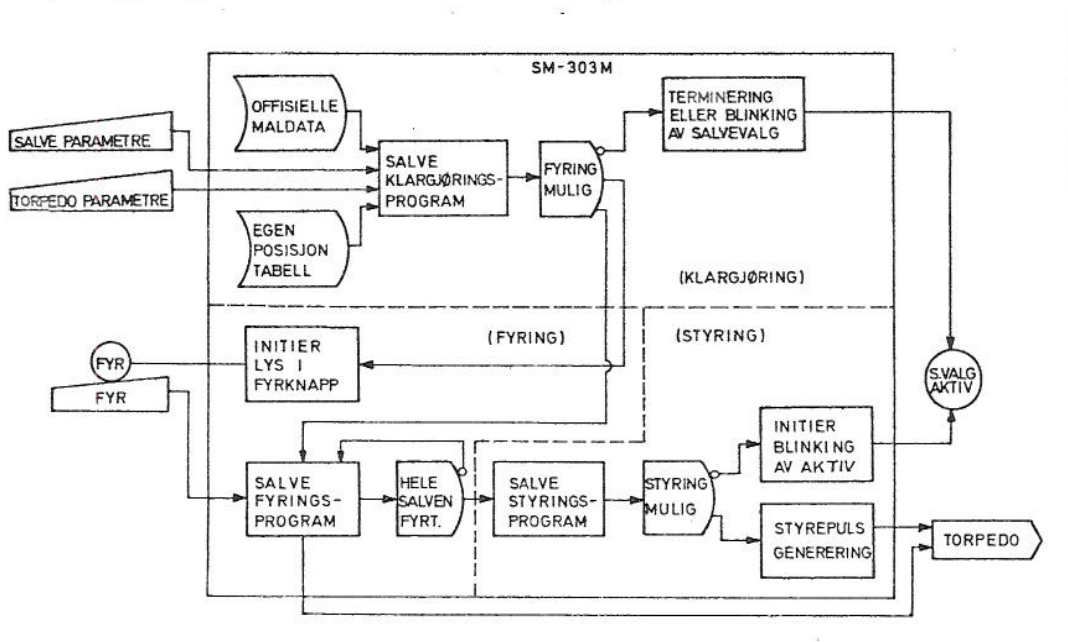 SM-303M
OFFISIELLE
MALDATA
TERMINERING
ELLER BLINKING
AV SALVEVALG
SALVE PARAMETRE
SALVE
KLARGJØRINGS-
PROGRAM
FYRING
MULIG
TORPEDO PARAMETRE
EGEN
POSISJON
TABELL
(KLARGJØRING)
(FYRING)
(STYRING)
INITIER
LYS I
FYRKNAPP
FYR
FYR
S.VALG
AKTIV
INITIER
BLINKING
AV AKTIV
SALVE
FYRINGS-
PROGRAM
HELE
SALVEN
FYRT.
SALVE
STYRINGS-
PROGRAM
STYRING
MULIG
STYREPULS
GENERERING
TORPEDO